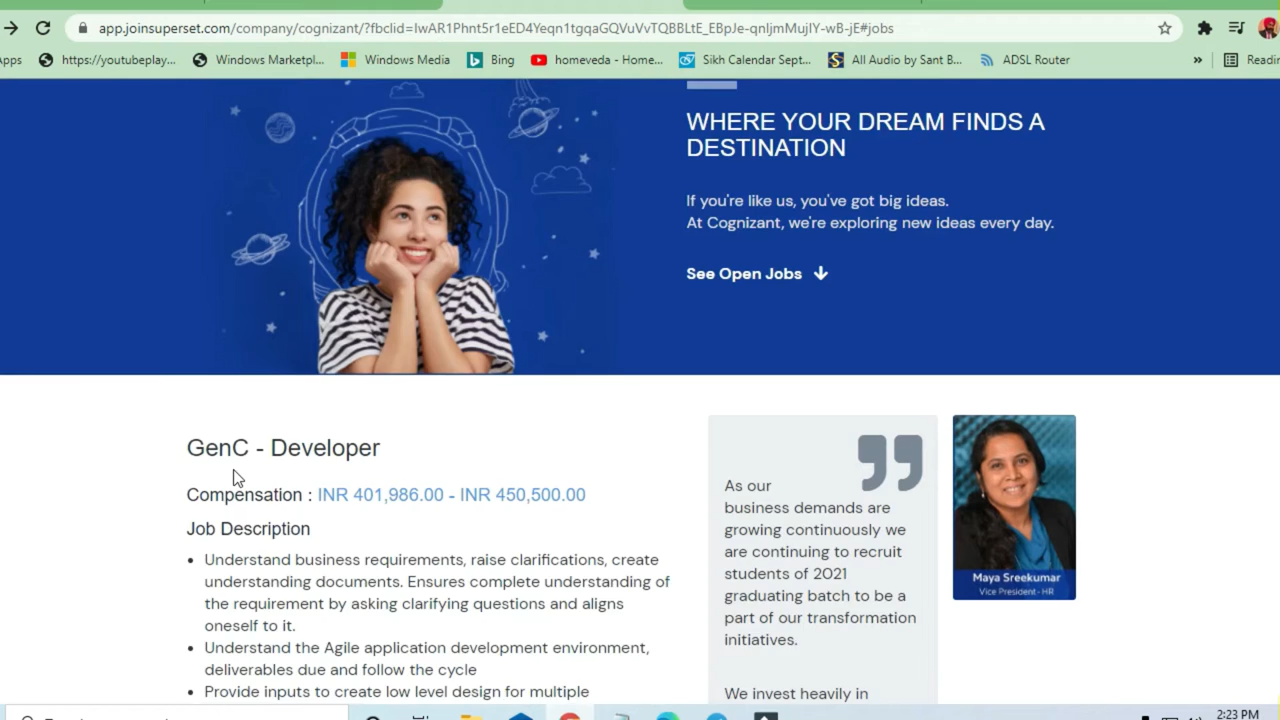 app.joinsuperset.com/company/cognizant/?fbclid=IwAR1Phnt5r1eED4Yeqn1tgqaGQVuVvTQBBLtE_EBpJe-qnIjmMujIY-wB-jE#jobs
Apps https://youtubeplay... Windows Marketpl... Windows Media Bing homeveda - Home... Sikh Calendar Sept... All Audio by Sant B... ADSL Router »
WHERE YOUR DREAM FINDS A
DESTINATION
If you're like us, you've got big ideas.
At Cognizant, we're exploring new ideas every day.
See Open Jobs
GenC - Developer
Compensation : INR 401,986.00 - INR 450,500.00
Job Description
• Understand business requirements, raise clarifications, create
understanding documents. Ensures complete understanding of
the requirement by asking clarifying questions and aligns
oneself to it.
• Understand the Agile application development environment,
deliverables due and follow the cycle
• Provide inputs to create low level design for multiple
As our
business demands are
growing continuously we
are continuing to recruit
students of 2021
graduating batch to be a
part of our transformation
initiatives.
We invest heavily in
Maya Sreekumar
Vice President - HR
2:23 PM